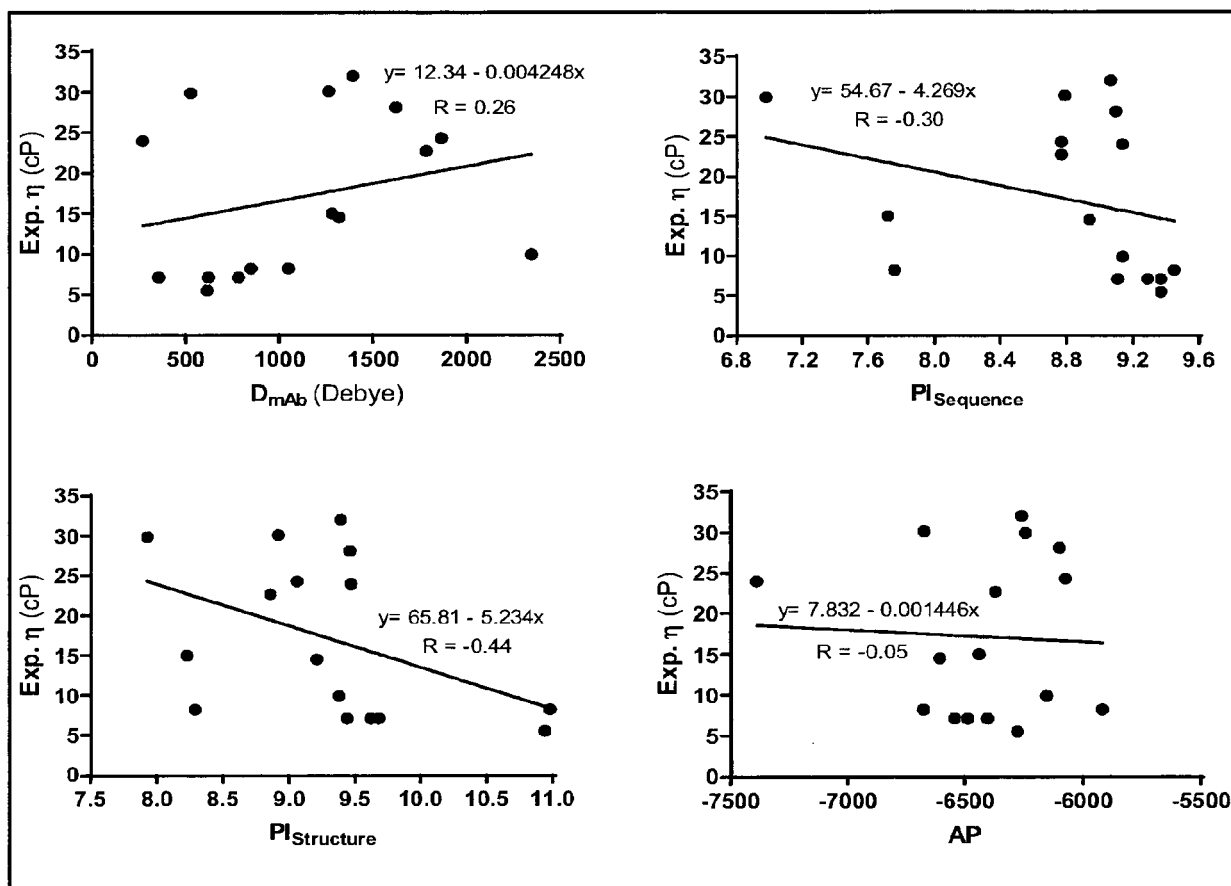 35
30
25
20
15
10
5
0
Exp. η (cP)
y= 12.34 - 0.004248x
R = 0.26
0 500 1000 1500 2000 2500
DmAb (Debye)
35
30
25
20
15
10
5
0
Exp. η (cP)
y= 54.67 - 4.269x
R = -0.30
6.8 7.2 7.6 8.0 8.4 8.8 9.2 9.6
PISequence
35
30
25
20
15
10
5
0
Exp. η (cP)
y= 65.81 - 5.234x
R = -0.44
7.5 8.0 8.5 9.0 9.5 10.0 10.5 11.0
PIStructure
35
30
25
20
15
10
5
0
Exp. η (cP)
y= 7.832 - 0.001446x
R = -0.05
-7500 -7000 -6500 -6000 -5500
AP